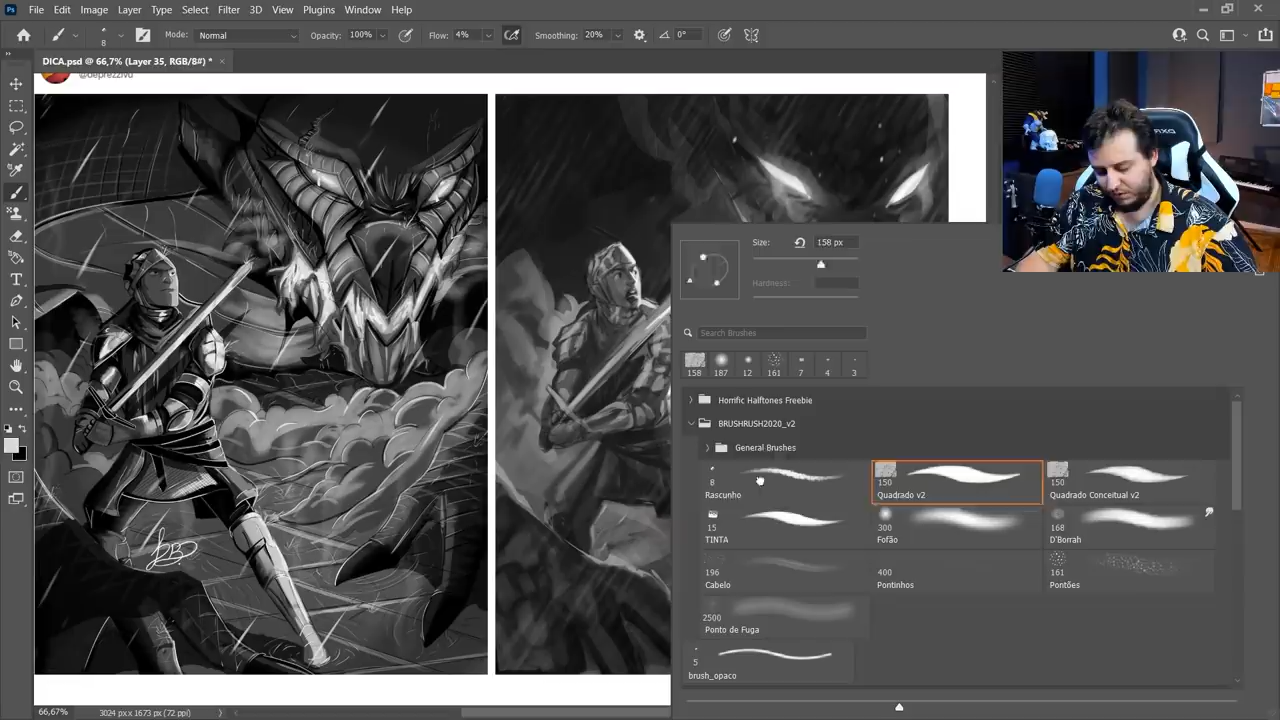 Ps File Edit Image Layer Type Select Filter 3D View Plugins Window Help
8 Mode: Normal Opacity: 100% Flow: 4% Smoothing: 20% 0°
DICA.psd @ 66,7% (Layer 35, RGB/8#) *
@deprezzivo
Size: 158 px
Hardness:
Search Brushes
158 187 12 161 7 4 3
Horrific Halftones Freebie
BRUSHRUSH2020_v2
General Brushes
8 150 150
Rascunho Quadrado v2 Quadrado Conceitual v2
15 300 168
TINTA Fofão D'Borrah
196 400 161
Cabelo Pontinhos Pontões
2500
Ponto de Fuga
5
brush_opaco
66,67% 3024 px x 1673 px (72 ppi)